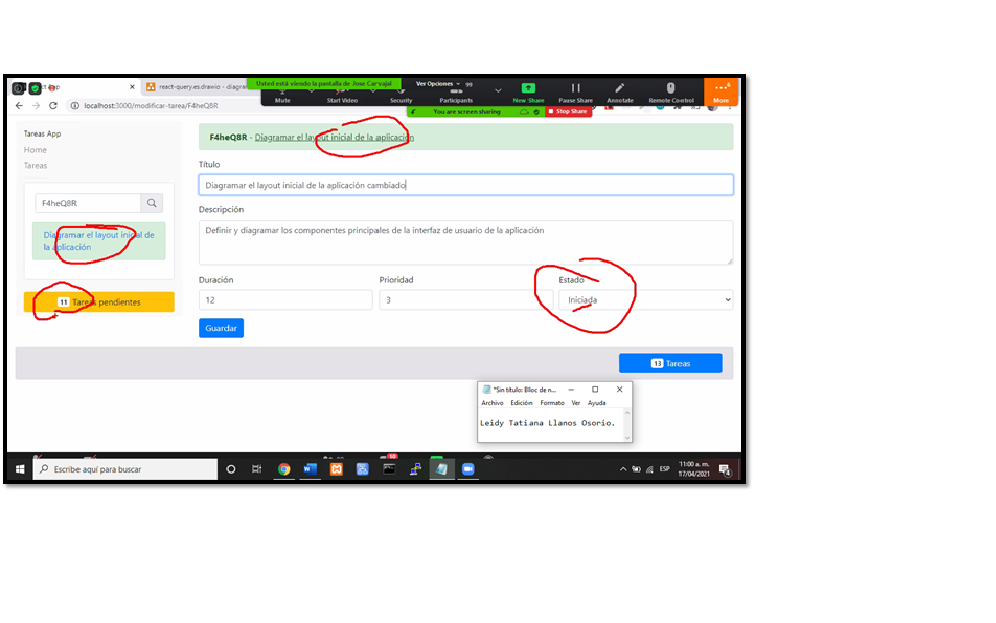 react-query.es.drawio - diagram
Usted está viendo la pantalla de Jose Carvajal
Ver Opciones
Mute
Start Video
Security
Participants
99
New Share
Pause Share
Annotate
Remote Control
More
You are screen sharing
Stop Share
localhost:3000/modificar-tarea/F4heQ8R
Tareas App
Home
Tareas
F4heQ8R
Diagramar el layout inicial de
la aplicación
11 Tareas pendientes
F4heQ8R - Diagramar el layout inicial de la aplicación
Título
Diagramar el layout inicial de la aplicación cambiado
Descripción
Definir y diagramar los componentes principales de la interfaz de usuario de la aplicación
Duración
Prioridad
Estado
12
3
Iniciada
Guardar
13 Tareas
*Sin título: Bloc de n...
Archivo Edición Formato Ver Ayuda
Leidy Tatiana Llanos Osorio.
Escribe aquí para buscar
ESP
11:00 a. m.
17/04/2021
4